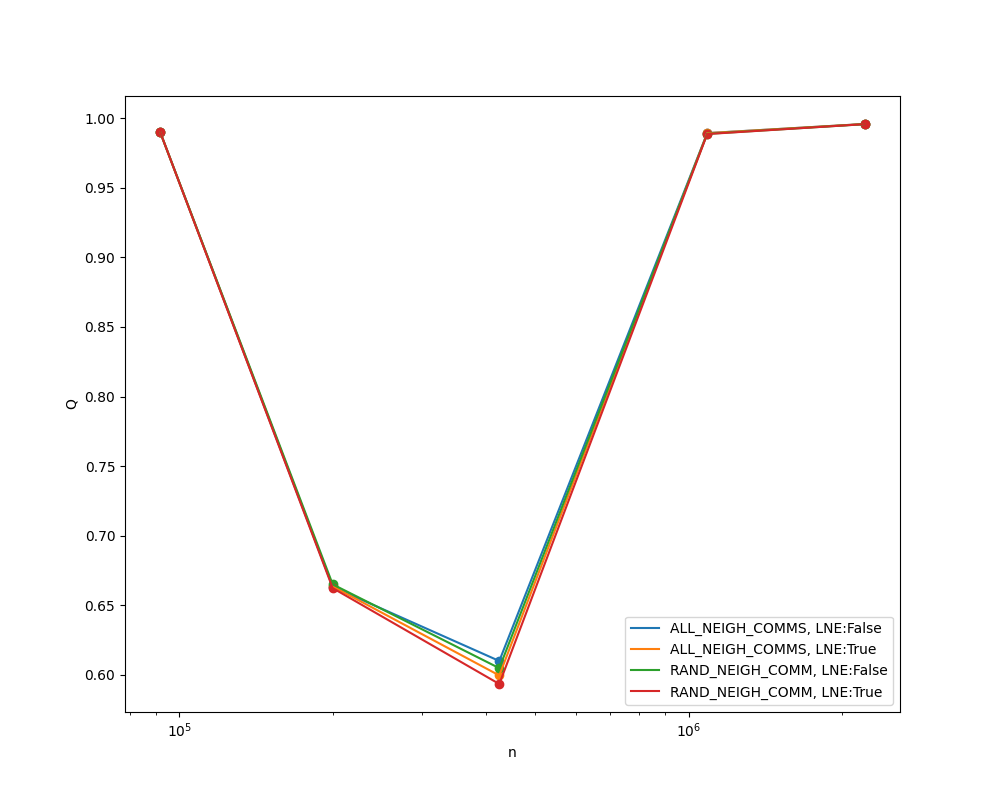 1.00
0.95
0.90
0.85
0.80
0.75
0.70
0.65
0.60
Q
10⁵
10⁶
n
ALL_NEIGH_COMMS, LNE:False
ALL_NEIGH_COMMS, LNE:True
RAND_NEIGH_COMM, LNE:False
RAND_NEIGH_COMM, LNE:True